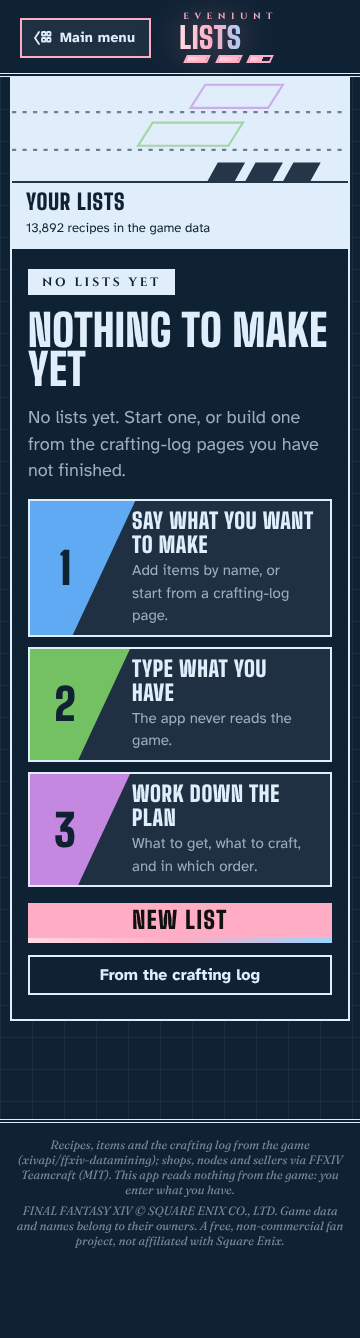 Main menu
EVENIUNT
LISTS
YOUR LISTS
13,892 recipes in the game data
NO LISTS YET
NOTHING TO MAKE
YET
No lists yet. Start one, or build one
from the crafting-log pages you have
not finished.
1
SAY WHAT YOU WANT
TO MAKE
Add items by name, or
start from a crafting-log
page.
2
TYPE WHAT YOU
HAVE
The app never reads the
game.
3
WORK DOWN THE
PLAN
What to get, what to craft,
and in which order.
NEW LIST
From the crafting log
Recipes, items and the crafting log from the game
(xivapi/ffxiv-datamining); shops, nodes and sellers via FFXIV
Teamcraft (MIT). This app reads nothing from the game: you
enter what you have.
FINAL FANTASY XIV © SQUARE ENIX CO., LTD. Game data
and names belong to their owners. A free, non-commercial fan
project, not affiliated with Square Enix.